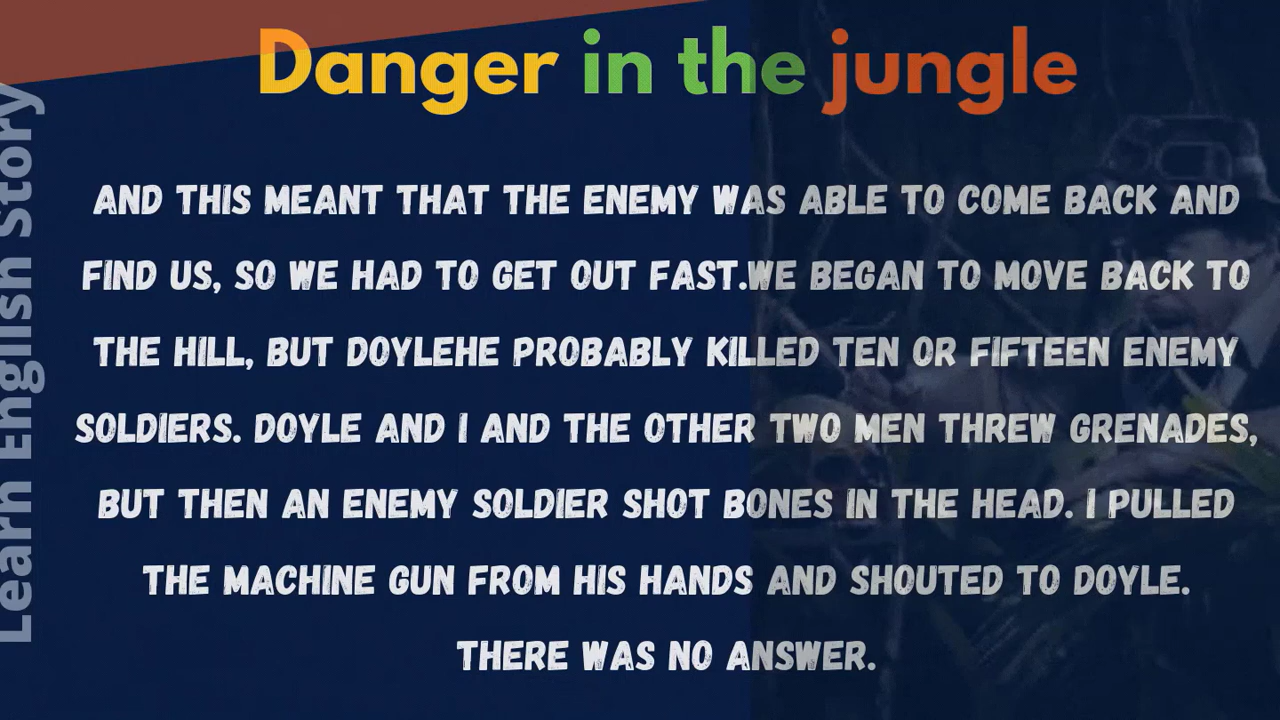 Danger in the jungle
Learn English Story
AND THIS MEANT THAT THE ENEMY WAS ABLE TO COME BACK AND
FIND US, SO WE HAD TO GET OUT FAST.WE BEGAN TO MOVE BACK TO
THE HILL, BUT DOYLEHE PROBABLY KILLED TEN OR FIFTEEN ENEMY
SOLDIERS. DOYLE AND I AND THE OTHER TWO MEN THREW GRENADES,
BUT THEN AN ENEMY SOLDIER SHOT BONES IN THE HEAD. I PULLED
THE MACHINE GUN FROM HIS HANDS AND SHOUTED TO DOYLE.
THERE WAS NO ANSWER.